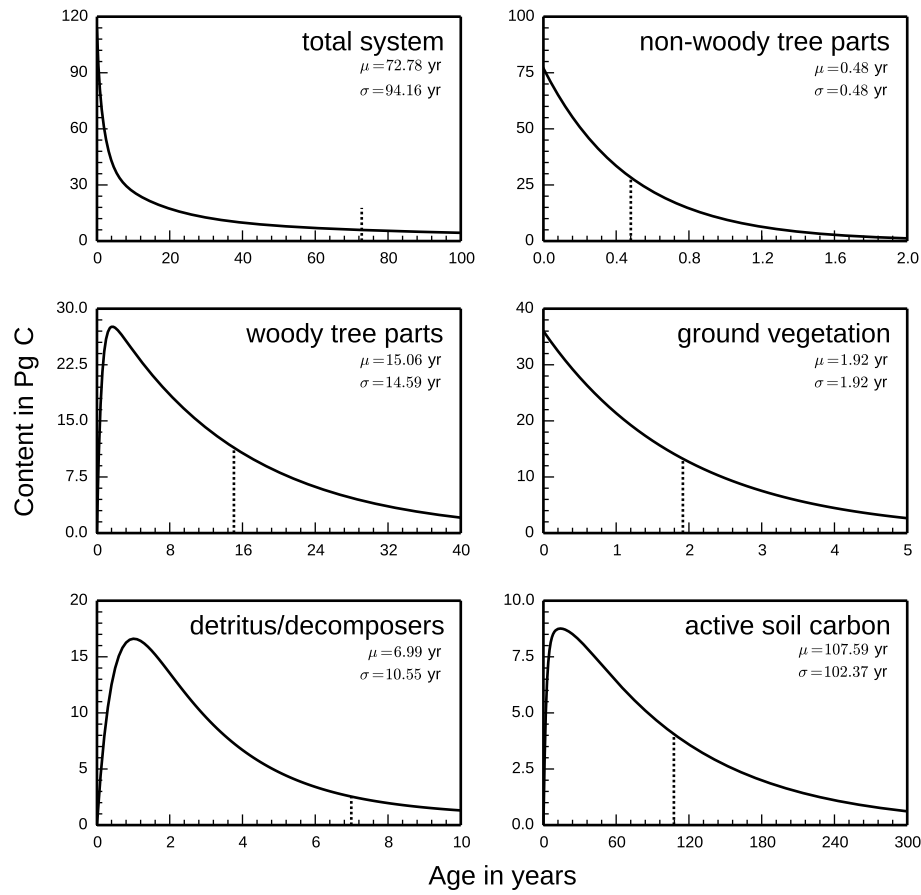 total system
μ=72.78 yr
σ=94.16 yr
120
90
60
30
0
0 20 40 60 80 100
non-woody tree parts
μ=0.48 yr
σ=0.48 yr
100
75
50
25
0
0.0 0.4 0.8 1.2 1.6 2.0
Content in Pg C
woody tree parts
μ=15.06 yr
σ=14.59 yr
30.0
22.5
15.0
7.5
0.0
0 8 16 24 32 40
ground vegetation
μ=1.92 yr
σ=1.92 yr
40
30
20
10
0
0 1 2 3 4 5
detritus/decomposers
μ=6.99 yr
σ=10.55 yr
20
15
10
5
0
0 2 4 6 8 10
active soil carbon
μ=107.59 yr
σ=102.37 yr
10.0
7.5
5.0
2.5
0.0
0 60 120 180 240 300
Age in years